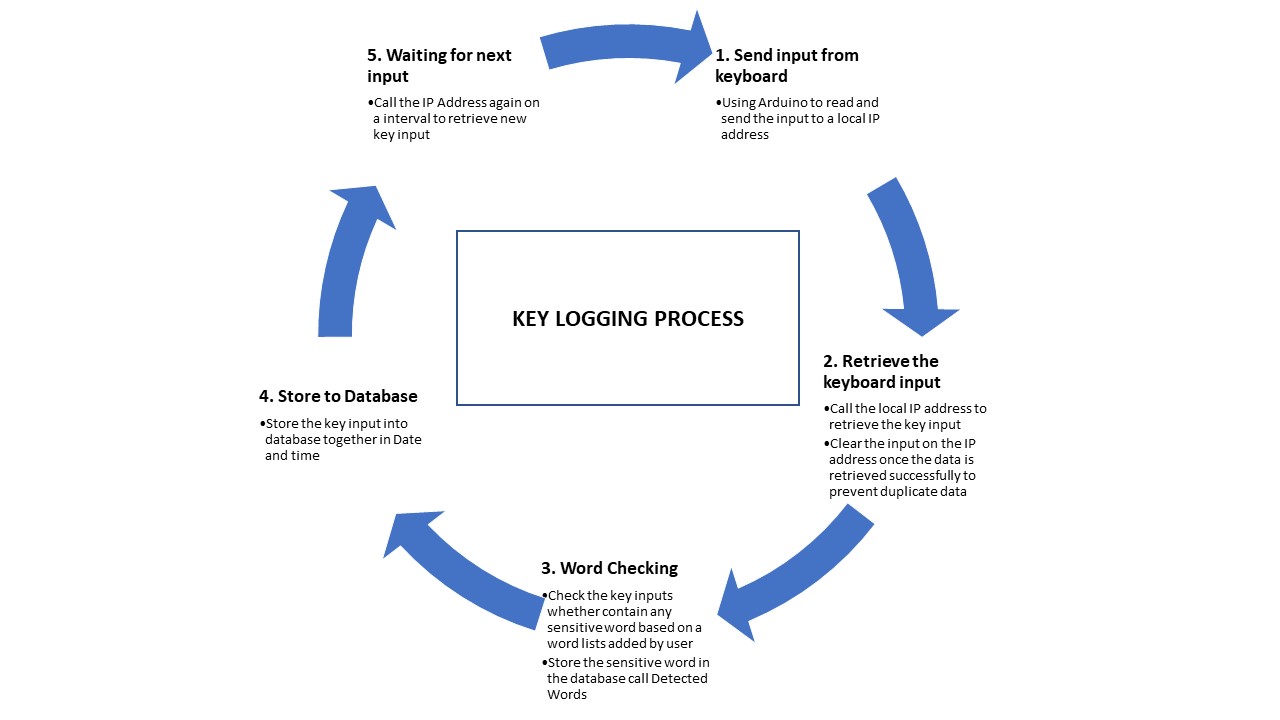 5. Waiting for next
input
•Call the IP Address again on
a interval to retrieve new
key input
1. Send input from
keyboard
•Using Arduino to read and
send the input to a local IP
address
KEY LOGGING PROCESS
2. Retrieve the
keyboard input
•Call the local IP address to
retrieve the key input
•Clear the input on the IP
address once the data is
retrieved successfully to
prevent duplicate data
3. Word Checking
•Check the key inputs
whether contain any
sensitive word based on a
word lists added by user
•Store the sensitive word in
the database call Detected
Words
4. Store to Database
•Store the key input into
database together in Date
and time